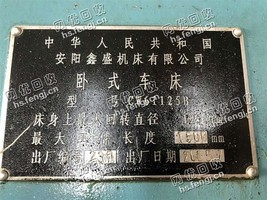 中华人民共和国
安阳鑫盛机床有限公司
卧式车床
型号 CW61125B
床身上最大回转直径
最大工件长度 mm
出厂编号 出厂日期